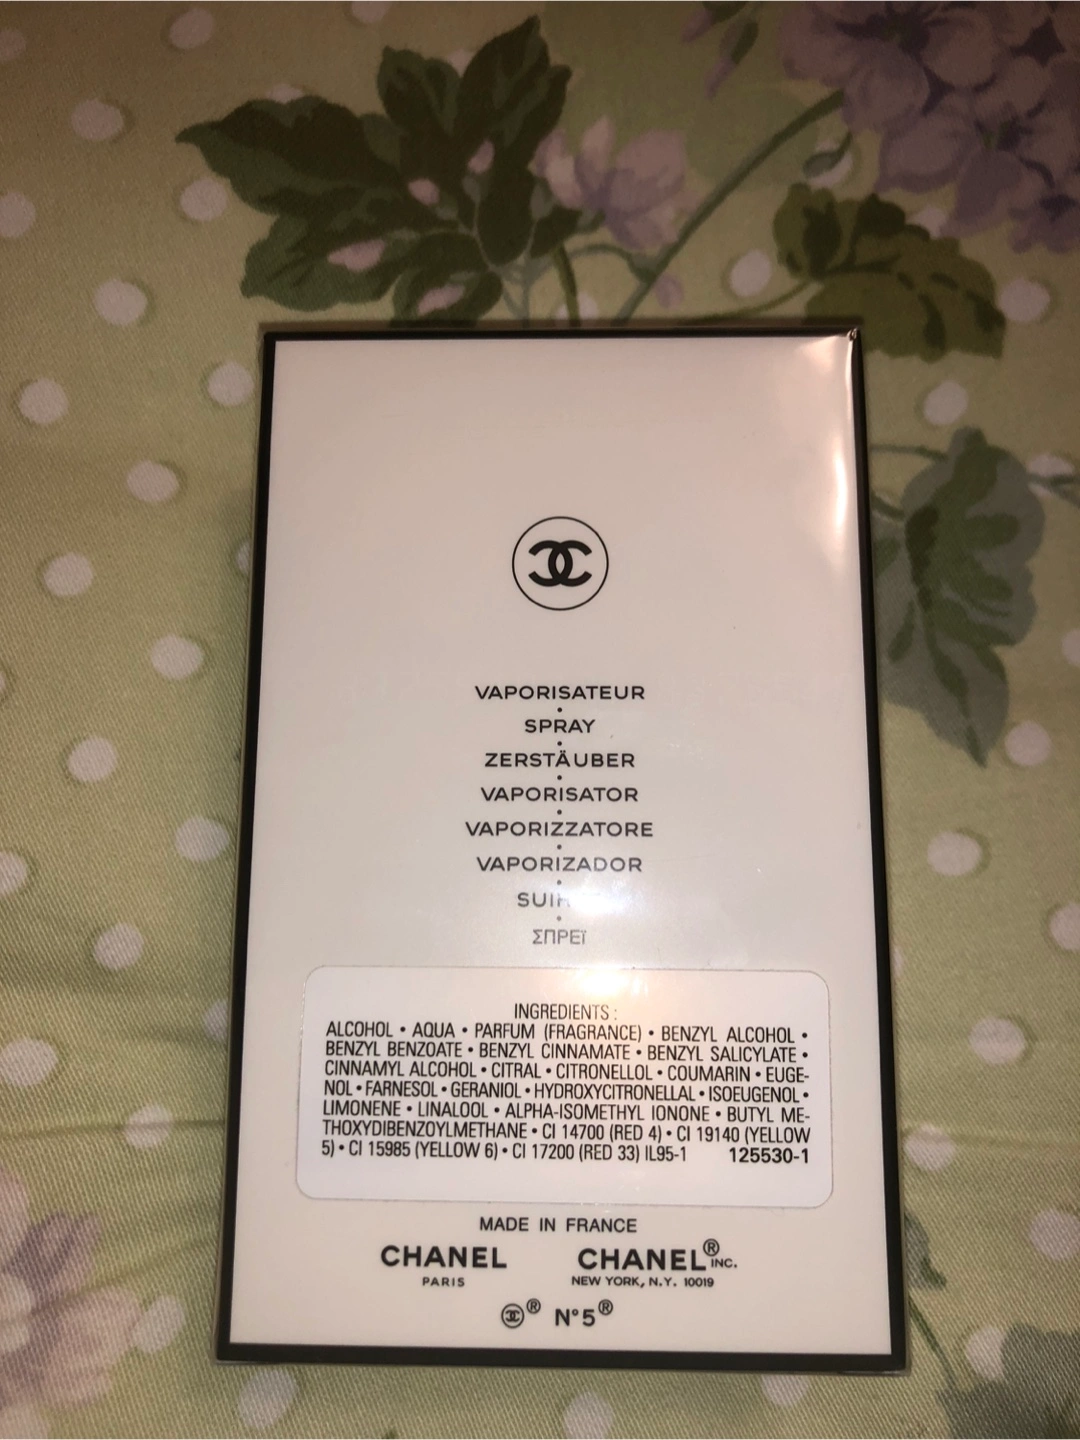 VAPORISATEUR
SPRAY
ZERSTÄUBER
VAPORISATOR
VAPORIZZATORE
VAPORIZADOR
ΣΠΡΕΪ
INGREDIENTS :
ALCOHOL • AQUA • PARFUM (FRAGRANCE) • BENZYL ALCOHOL •
BENZYL BENZOATE • BENZYL CINNAMATE • BENZYL SALICYLATE •
CINNAMYL ALCOHOL • CITRAL • CITRONELLOL • COUMARIN • EUGE-
NOL • FARNESOL • GERANIOL • HYDROXYCITRONELLAL • ISOEUGENOL •
LIMONENE • LINALOOL • ALPHA-ISOMETHYL IONONE • BUTYL ME-
THOXYDIBENZOYLMETHANE • CI 14700 (RED 4) • CI 19140 (YELLOW
5) • CI 15985 (YELLOW 6) • CI 17200 (RED 33) IL95-1 125530-1
MADE IN FRANCE
CHANEL CHANEL® INC.
PARIS NEW YORK, N.Y. 10019
® N°5®